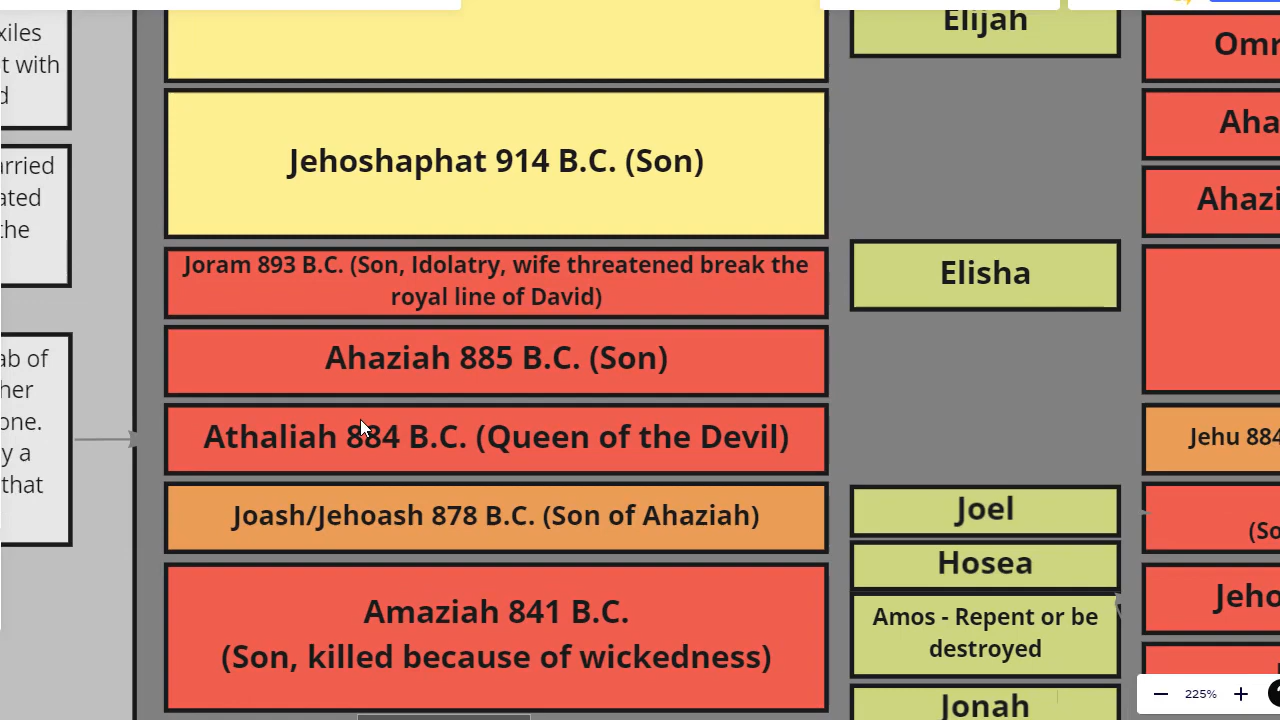 xiles
t with
d
arried
ated
the
ab of
her
one.
y a
that
Jehoshaphat 914 B.C. (Son)
Joram 893 B.C. (Son, Idolatry, wife threatened break the
royal line of David)
Ahaziah 885 B.C. (Son)
Athaliah 884 B.C. (Queen of the Devil)
Joash/Jehoash 878 B.C. (Son of Ahaziah)
Amaziah 841 B.C.
(Son, killed because of wickedness)
Elijah
Elisha
Joel
Hosea
Amos - Repent or be
destroyed
Jonah
Omr
Aha
Ahazi
Jehu 884
(So
Jeho
225%